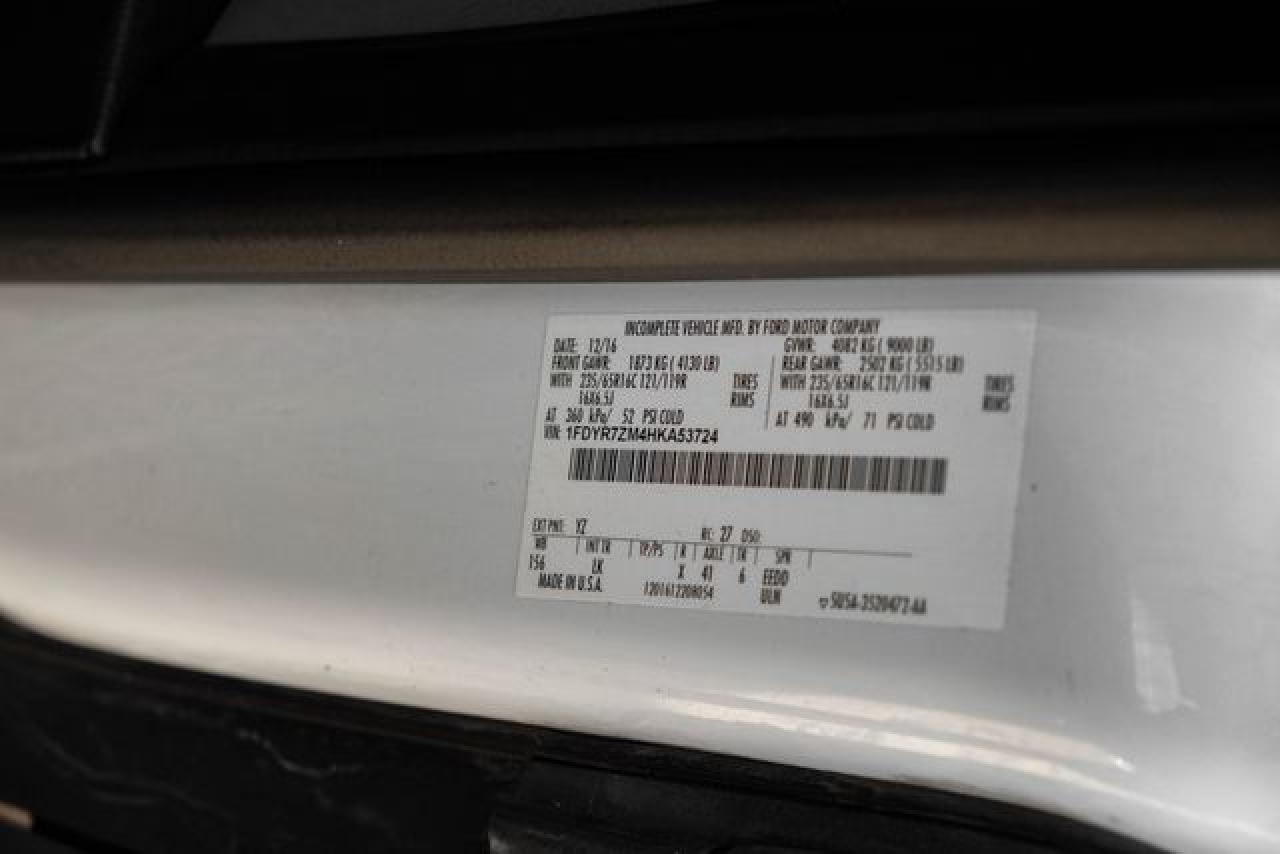 INCOMPLETE VEHICLE MFD. BY FORD MOTOR COMPANY
DATE: 12/16 GVWR: 4082 KG ( 9000 LB)
FRONT GAWR: 1873 KG ( 4130 LB) REAR GAWR: 2502 KG ( 5515 LB)
WITH 235/65R16C 121/119R TIRES WITH 235/65R16C 121/119R TIRES
16X6.5J RIMS 16X6.5J RIMS
AT 360 kPa/ 52 PSI COLD AT 490 kPa/ 71 PSI COLD
VIN: 1FDYR7ZM4HKA53724
EXT PNT: YZ RC: 27 DSO:
WB INT TR TP/PS R AXLE TR SPR
156 LK X 41 6 EEDD
MADE IN U.S.A. 1201612208054 ULN 5U5A-3520472-AA